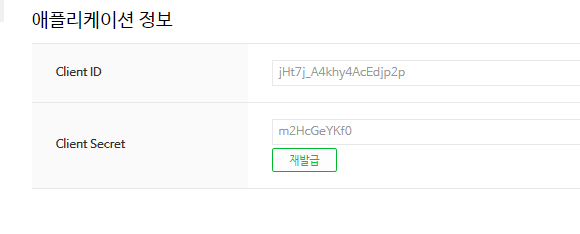 애플리케이션 정보
Client ID
jHt7j_A4khy4AcEdjp2p
Client Secret
m2HcGeYKf0
재발급